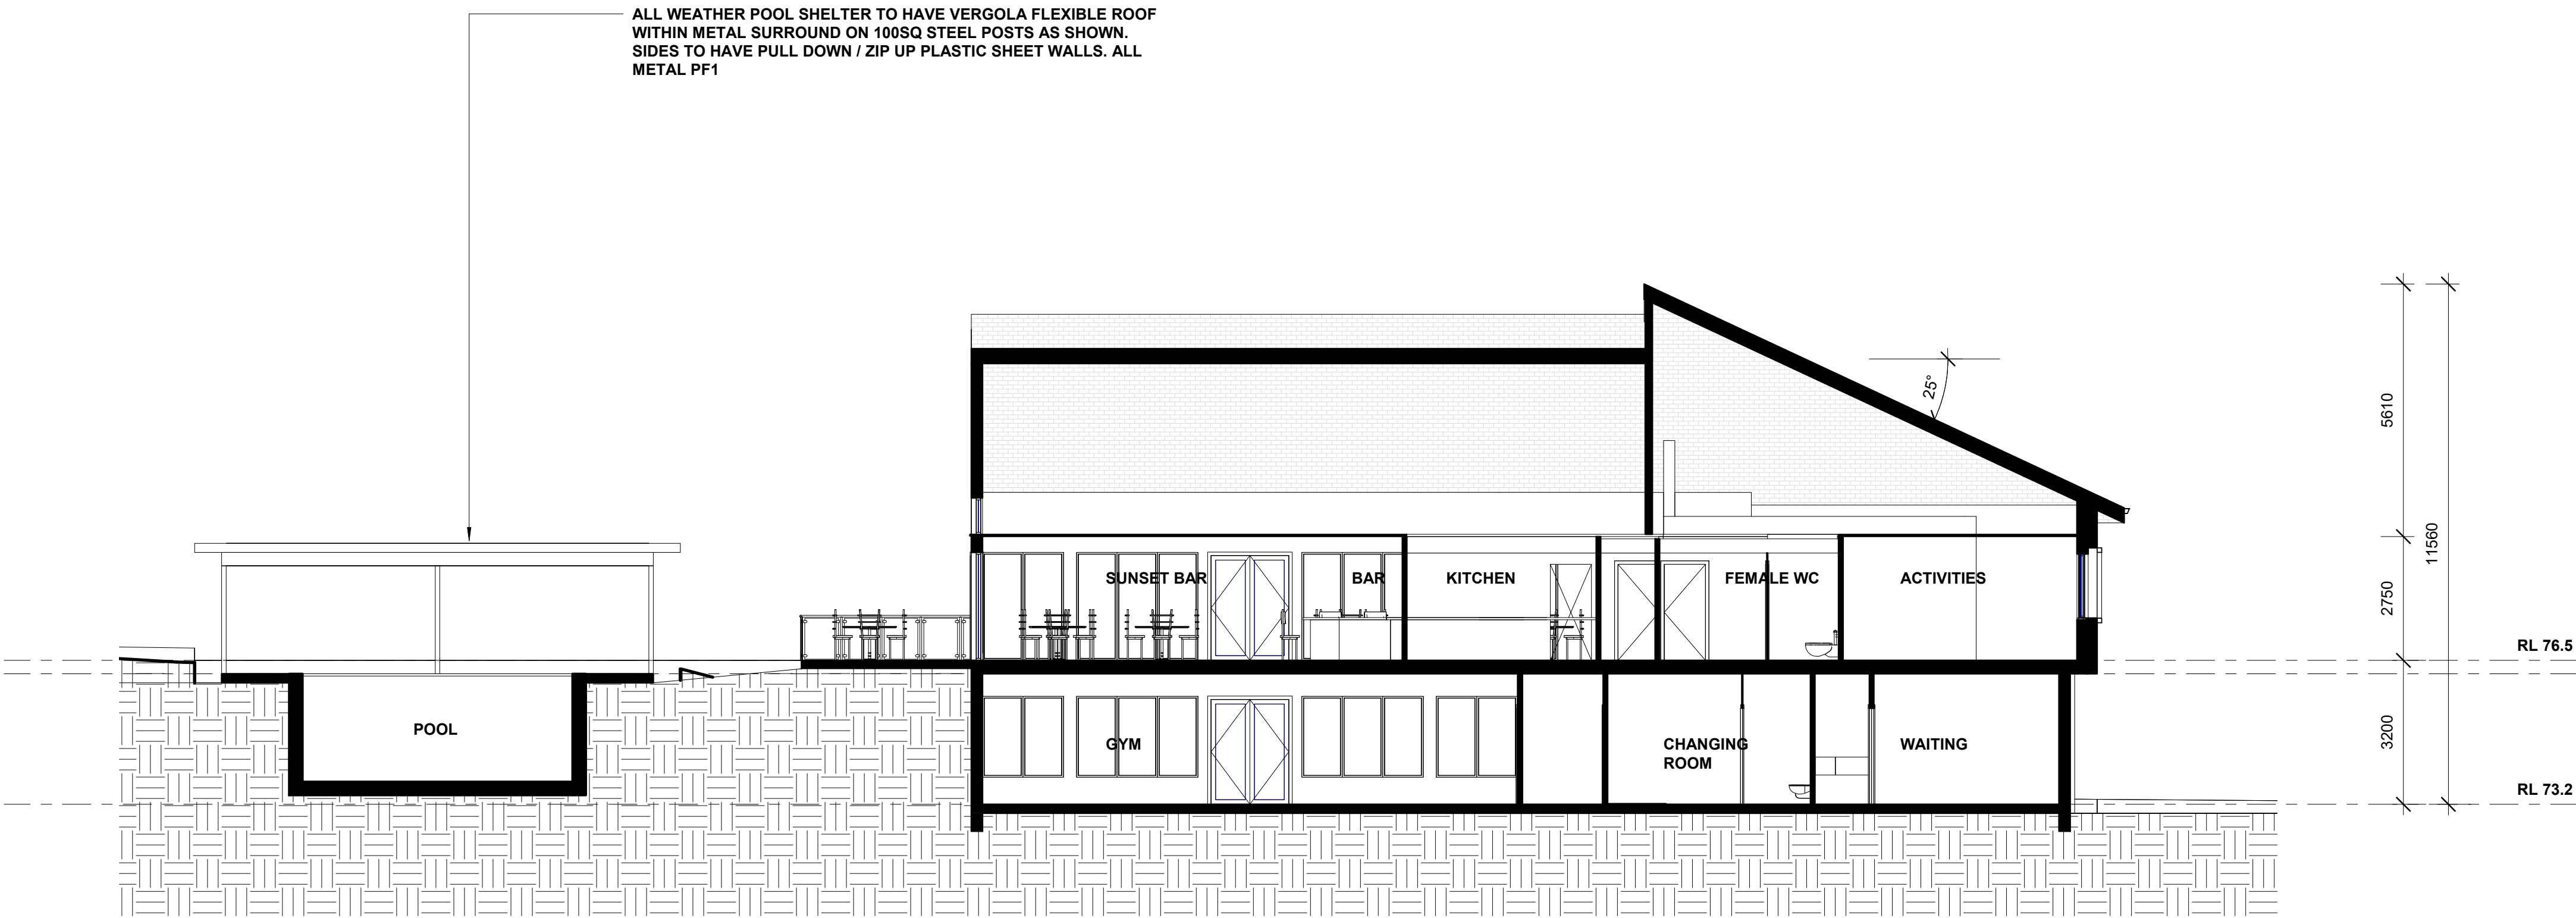 ALL WEATHER POOL SHELTER TO HAVE VERGOLA FLEXIBLE ROOF
WITHIN METAL SURROUND ON 100SQ STEEL POSTS AS SHOWN.
SIDES TO HAVE PULL DOWN / ZIP UP PLASTIC SHEET WALLS. ALL
METAL PF1
25°
5610
11560
2750
3200
SUNSET BAR
BAR
KITCHEN
FEMALE WC
ACTIVITIES
RL 76.5
POOL
GYM
CHANGING
ROOM
WAITING
RL 73.2